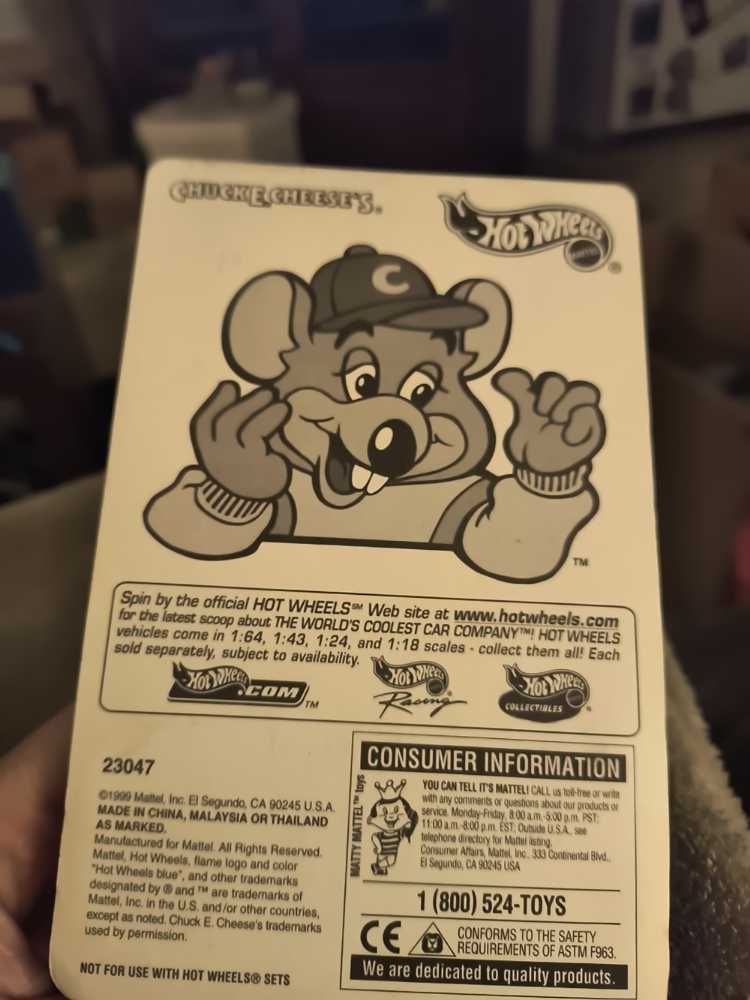 CHUCK E. CHEESE'S®
HOT WHEELS®
MATTEL
C
TM
Spin by the official HOT WHEELS℠ Web site at www.hotwheels.com
for the latest scoop about THE WORLD'S COOLEST CAR COMPANY™! HOT WHEELS
vehicles come in 1:64, 1:43, 1:24, and 1:18 scales - collect them all! Each
sold separately, subject to availability.
HOT WHEELS .COM TM
HOT WHEELS® Racing
HOT WHEELS COLLECTIBLES®
23047
©1999 Mattel, Inc. El Segundo, CA 90245 U.S.A.
MADE IN CHINA, MALAYSIA OR THAILAND
AS MARKED.
Manufactured for Mattel. All Rights Reserved.
Mattel, Hot Wheels, flame logo and color
"Hot Wheels blue", and other trademarks
designated by ® and ™ are trademarks of
Mattel, Inc. in the U.S. and/or other countries,
except as noted. Chuck E. Cheese's trademarks
used by permission.
NOT FOR USE WITH HOT WHEELS® SETS
CONSUMER INFORMATION
MATTY MATTEL™ toys
YOU CAN TELL IT'S MATTEL! CALL us toll-free or write
with any comments or questions about our products or
service. Monday-Friday, 8:00 a.m.-5:00 p.m. PST;
11:00 a.m.-8:00 p.m. EST; Outside U.S.A., see
telephone directory for Mattel listing.
Consumer Affairs, Mattel, Inc., 333 Continental Blvd.,
El Segundo, CA 90245 USA
1 (800) 524-TOYS
CE
CONFORMS TO THE SAFETY
REQUIREMENTS OF ASTM F963.
We are dedicated to quality products.